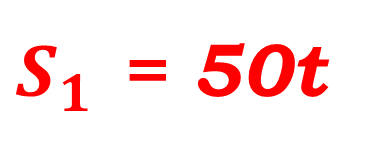 S₁ = 50t